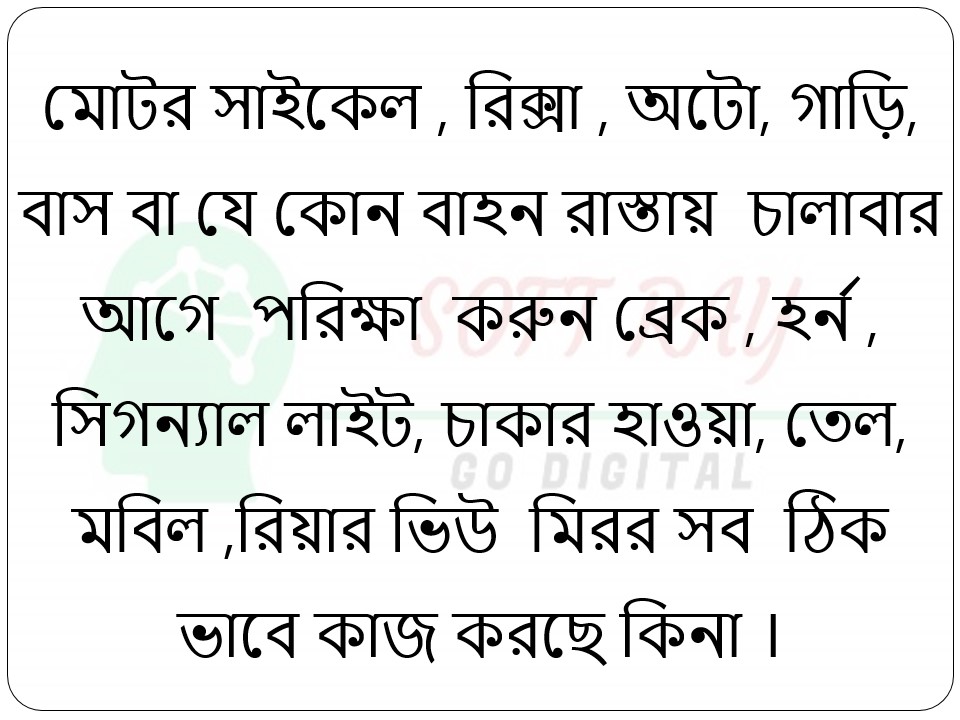 মোটর সাইকেল , রিক্সা , অটো, গাড়ি,
বাস বা যে কোন বাহন রাস্তায় চালাবার
আগে পরিক্ষা করুন ব্রেক , হর্ন ,
সিগন্যাল লাইট, চাকার হাওয়া, তেল,
মবিল ,রিয়ার ভিউ মিরর সব ঠিক
ভাবে কাজ করছে কিনা ।
SOFT RAY
GO DIGITAL